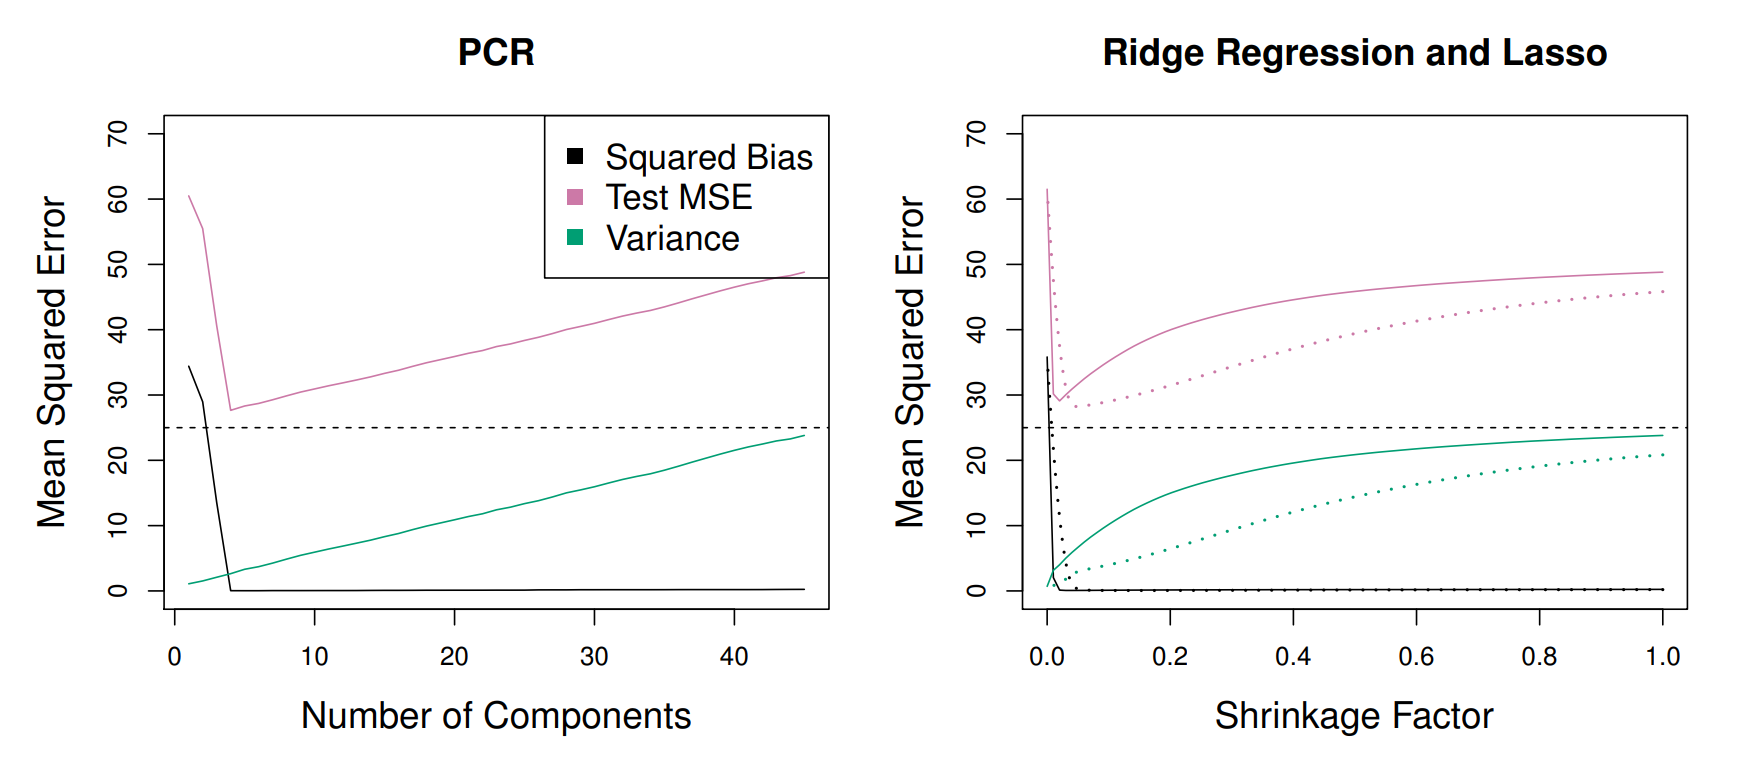 PCR
Mean Squared Error
70
60
50
40
30
20
10
0
Squared Bias
Test MSE
Variance
0 10 20 30 40
Number of Components
Ridge Regression and Lasso
Mean Squared Error
70
60
50
40
30
20
10
0
0.0 0.2 0.4 0.6 0.8 1.0
Shrinkage Factor